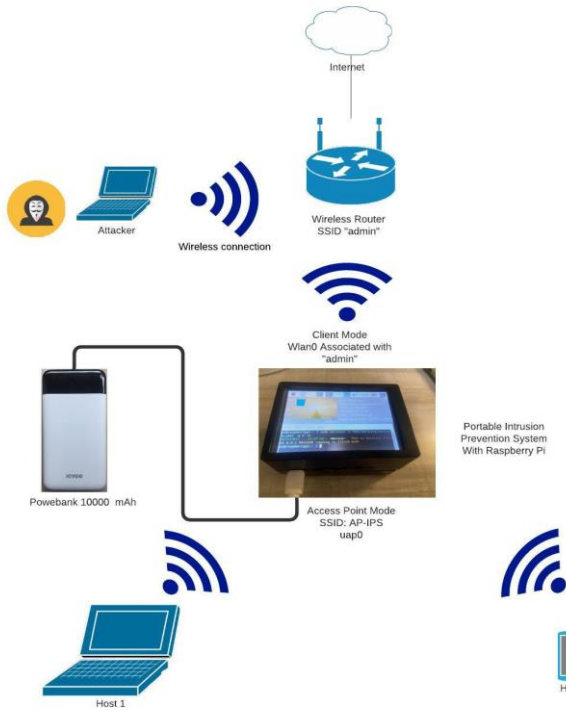 Internet
Wireless Router
SSID "admin"
Attacker
Wireless connection
Client Mode
Wlan0 Associated with
"admin"
Portable Intrusion
Prevention System
With Raspberry Pi
Powebank 10000 mAh
Access Point Mode
SSID: AP-IPS
uap0
Host 1
H